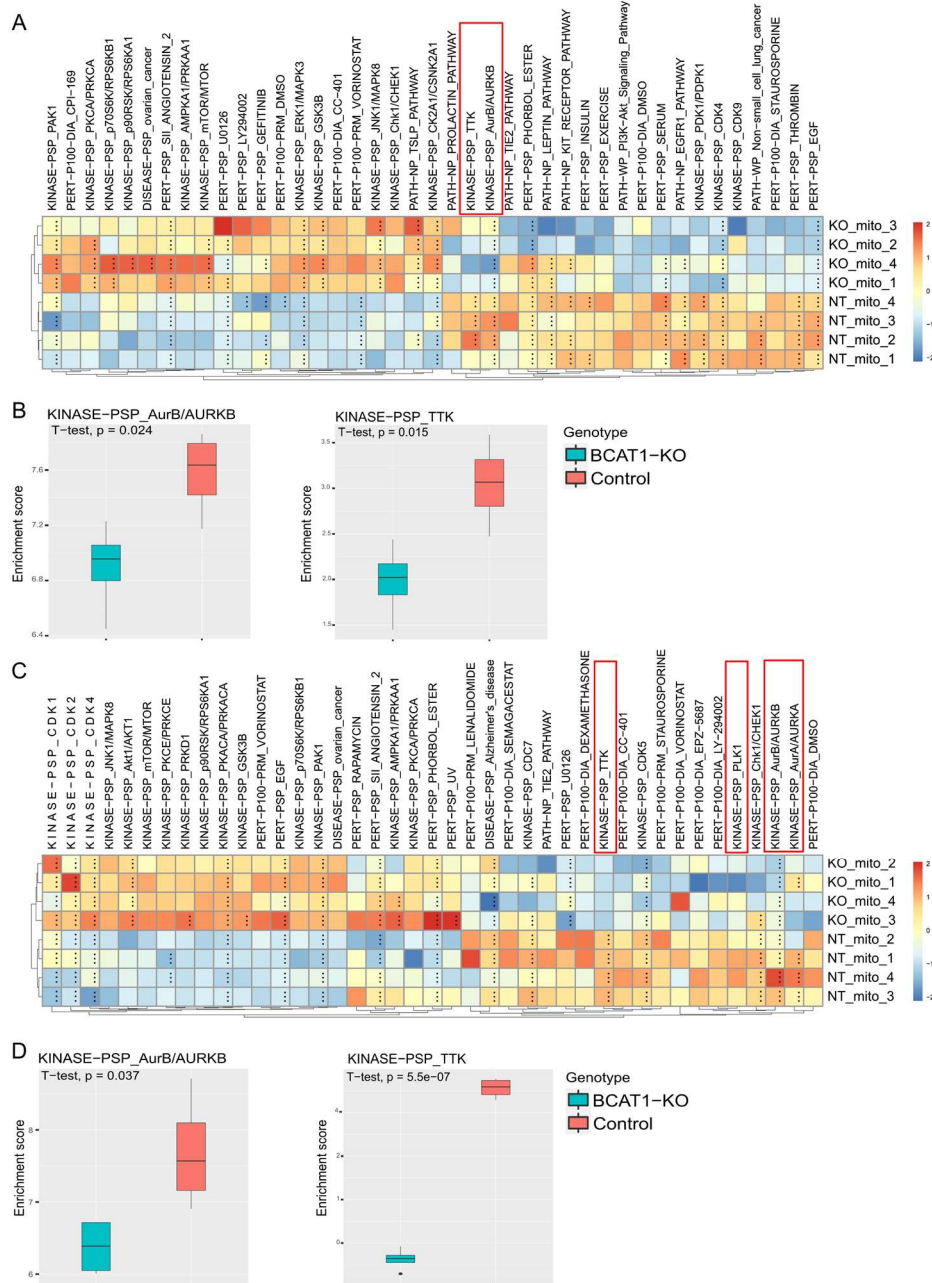 A
KINASE-PSP_PAK1
PERT-P100-DIA_CPI-169
KINASE-PSP_PKCA/PRKCA
KINASE-PSP_p70S6K/RPS6KB1
KINASE-PSP_p90RSK/RPS6KA1
DISEASE-PSP_ovarian_cancer
PERT-PSP_SII_ANGIOTENSIN_2
KINASE-PSP_AMPKA1/PRKAA1
KINASE-PSP_mTOR/MTOR
PERT-PSP_U0126
PERT-PSP_LY294002
PERT-PSP_GEFITINIB
PERT-P100-PRM_DMSO
KINASE-PSP_ERK1/MAPK3
KINASE-PSP_GSK3B
PERT-P100-DIA_CC-401
PERT-P100-PRM_VORINOSTAT
KINASE-PSP_JNK1/MAPK8
PATH-NP_TSLP_PATHWAY
KINASE-PSP_Chk1/CHEK1
KINASE-PSP_CK2A1/CSNK2A1
PATH-NP_PROLACTIN_PATHWAY
KINASE-PSP_TTK
KINASE-PSP_AurB/AURKB
PATH-NP_TIE2_PATHWAY
PERT-PSP_PHORBOL_ESTER
PATH-NP_LEPTIN_PATHWAY
PATH-NP_KIT_RECEPTOR_PATHWAY
PERT-PSP_INSULIN
PERT-PSP_EXERCISE
PATH-WP_PI3K-Akt_Signaling_Pathway
PERT-P100-DIA_DMSO
PERT-PSP_SERUM
PATH-NP_EGFR1_PATHWAY
KINASE-PSP_PDK1/PDPK1
KINASE-PSP_CDK4
KINASE-PSP_CDK9
PATH-WP_Non-small_cell_lung_cancer
PERT-P100-DIA_STAUROSPORINE
PERT-PSP_THROMBIN
PERT-PSP_EGF
KO_mito_3
KO_mito_2
KO_mito_4
KO_mito_1
NT_mito_4
NT_mito_3
NT_mito_2
NT_mito_1
2
1
0
-1
-2
B
KINASE−PSP_AurB/AURKB
T−test, p = 0.024
Enrichment score
7.6
7.2
6.8
6.4
KINASE−PSP_TTK
T−test, p = 0.015
Enrichment score
3.5
3.0
2.5
2.0
1.5
Genotype
BCAT1−KO
Control
C
KINASE-PSP_CDK1
KINASE-PSP_CDK2
KINASE-PSP_CDK4
KINASE-PSP_JNK1/MAPK8
KINASE-PSP_Akt1/AKT1
KINASE-PSP_mTOR/MTOR
KINASE-PSP_PKCE/PRKCE
KINASE-PSP_PRKD1
KINASE-PSP_p90RSK/RPS6KA1
KINASE-PSP_PKACA/PRKACA
KINASE-PSP_GSK3B
PERT-P100-PRM_VORINOSTAT
PERT-PSP_EGF
KINASE-PSP_p70S6K/RPS6KB1
KINASE-PSP_PAK1
DISEASE-PSP_ovarian_cancer
PERT-PSP_RAPAMYCIN
PERT-PSP_SII_ANGIOTENSIN_2
KINASE-PSP_AMPKA1/PRKAA1
KINASE-PSP_PKCA/PRKCA
PERT-PSP_PHORBOL_ESTER
PERT-PSP_UV
PERT-P100-PRM_LENALIDOMIDE
DISEASE-PSP_Alzheimer's_disease
PERT-P100-DIA_SEMAGACESTAT
KINASE-PSP_CDC7
PATH-NP_TIE2_PATHWAY
PERT-PSP_U0126
PERT-P100-DIA_DEXAMETHASONE
KINASE-PSP_TTK
PERT-P100-DIA_CC-401
KINASE-PSP_CDK5
PERT-P100-PRM_STAUROSPORINE
PERT-P100-DIA_VORINOSTAT
PERT-P100-DIA_EPZ-5687
PERT-P100-DIA_LY-294002
KINASE-PSP_PLK1
KINASE-PSP_Chk1/CHEK1
KINASE-PSP_AurB/AURKB
KINASE-PSP_AurA/AURKA
PERT-P100-DIA_DMSO
KO_mito_2
KO_mito_1
KO_mito_4
KO_mito_3
NT_mito_2
NT_mito_1
NT_mito_4
NT_mito_3
2
1
0
-1
-2
D
KINASE−PSP_AurB/AURKB
T−test, p = 0.037
Enrichment score
8
7
6
KINASE−PSP_TTK
T−test, p = 5.5e−07
Enrichment score
4
4
0
Genotype
BCAT1−KO
Control